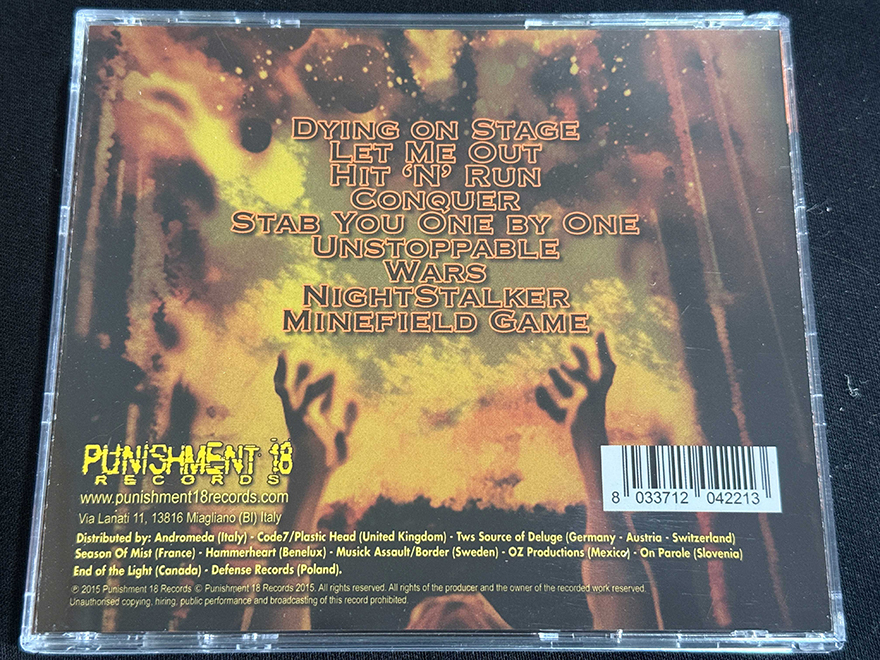 DYING ON STAGE
LET ME OUT
HIT ‘N’ RUN
CONQUER
STAB YOU ONE BY ONE
UNSTOPPABLE
WARS
NIGHTSTALKER
MINEFIELD GAME
PUNISHMENT 18
RECORDS
www.punishment18records.com
Via Lanati 11, 13816 Miagliano (BI) Italy
8 033712 042213
Distributed by: Andromeda (Italy) - Code7/Plastic Head (United Kingdom) - Tws Source of Deluge (Germany - Austria - Switzerland)
Season Of Mist (France) - Hammerheart (Benelux) - Musick Assault/Border (Sweden) - OZ Productions (Mexico) - On Parole (Slovenia)
End of the Light (Canada) - Defense Records (Poland).
℗ 2015 Punishment 18 Records © Punishment 18 Records 2015. All rights reserved. All rights of the producer and the owner of the recorded work reserved.
Unauthorised copying, hiring, public performance and broadcasting of this record prohibited.